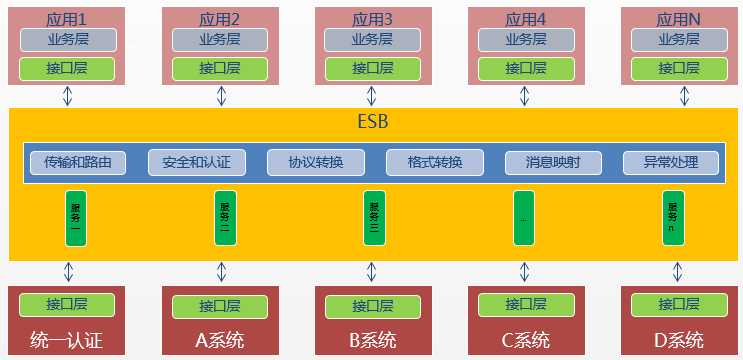 应用1
应用2
应用3
应用4
应用N
业务层
业务层
业务层
业务层
业务层
接口层
接口层
接口层
接口层
接口层
ESB
传输和路由
安全和认证
协议转换
格式转换
消息映射
异常处理
服务一
服务二
服务三
...
服务n
接口层
接口层
接口层
接口层
接口层
统一认证
A系统
B系统
C系统
D系统